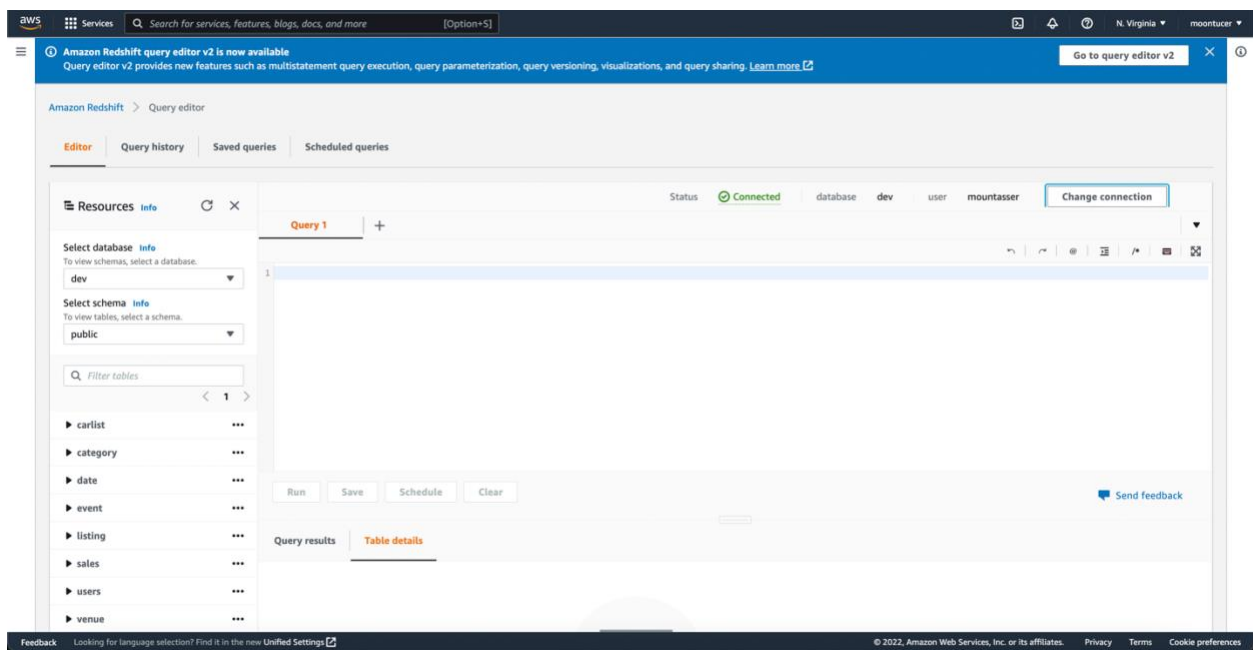 aws
Services
Search for services, features, blogs, docs, and more
[Option+S]
N. Virginia
moontucer
Amazon Redshift query editor v2 is now available
Query editor v2 provides new features such as multistatement query execution, query parameterization, query versioning, visualizations, and query sharing. Learn more
Go to query editor v2
Amazon Redshift > Query editor
Editor
Query history
Saved queries
Scheduled queries
Resources Info
Status
Connected
database
dev
user
mountasser
Change connection
Query 1
+
Select database Info
To view schemas, select a database.
dev
1
Select schema Info
To view tables, select a schema.
public
Filter tables
< 1 >
carlist
category
date
event
listing
sales
users
venue
Run
Save
Schedule
Clear
Send feedback
Query results
Table details
Feedback
Looking for language selection? Find it in the new Unified Settings
© 2022, Amazon Web Services, Inc. or its affiliates.
Privacy
Terms
Cookie preferences